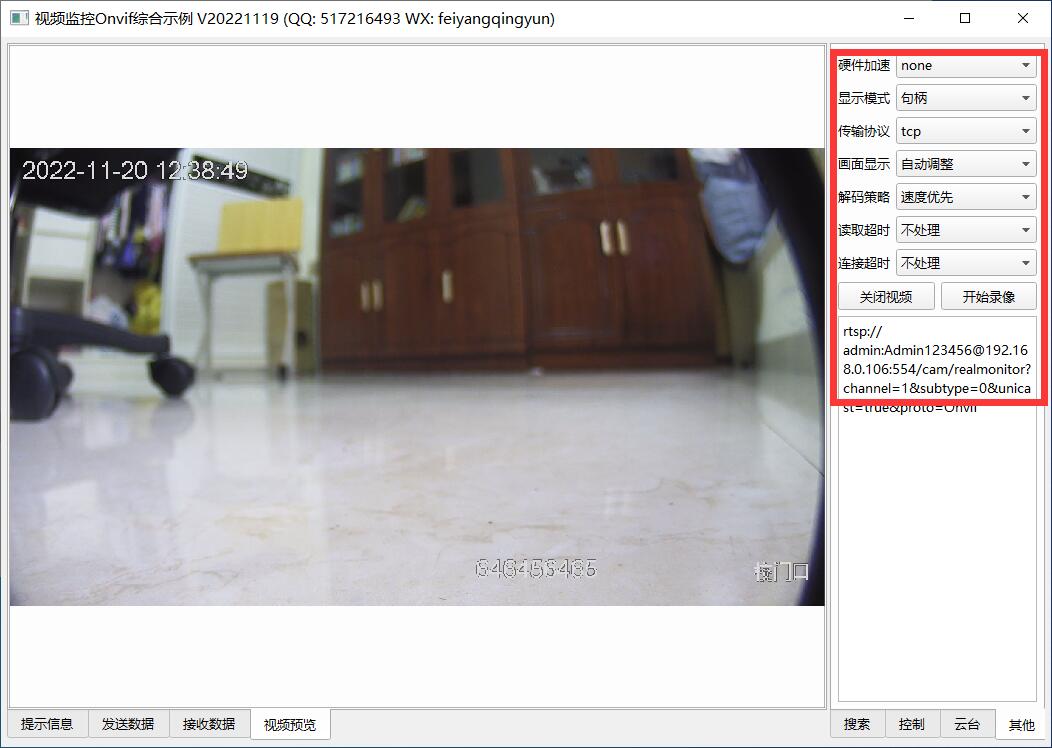 视频监控Onvif综合示例 V20221119 (QQ: 517216493 WX: feiyangqingyun)
2022-11-20 12:38:49
硬件加速 none
显示模式 句柄
传输协议 tcp
画面显示 自动调整
解码策略 速度优先
读取超时 不处理
连接超时 不处理
关闭视频 开始录像
rtsp://
admin:Admin123456@192.16
8.0.106:554/cam/realmonitor?
channel=1&subtype=0&unica
st=true&proto=Onvif
门口
提示信息 发送数据 接收数据 视频预览
搜索 控制 云台 其他